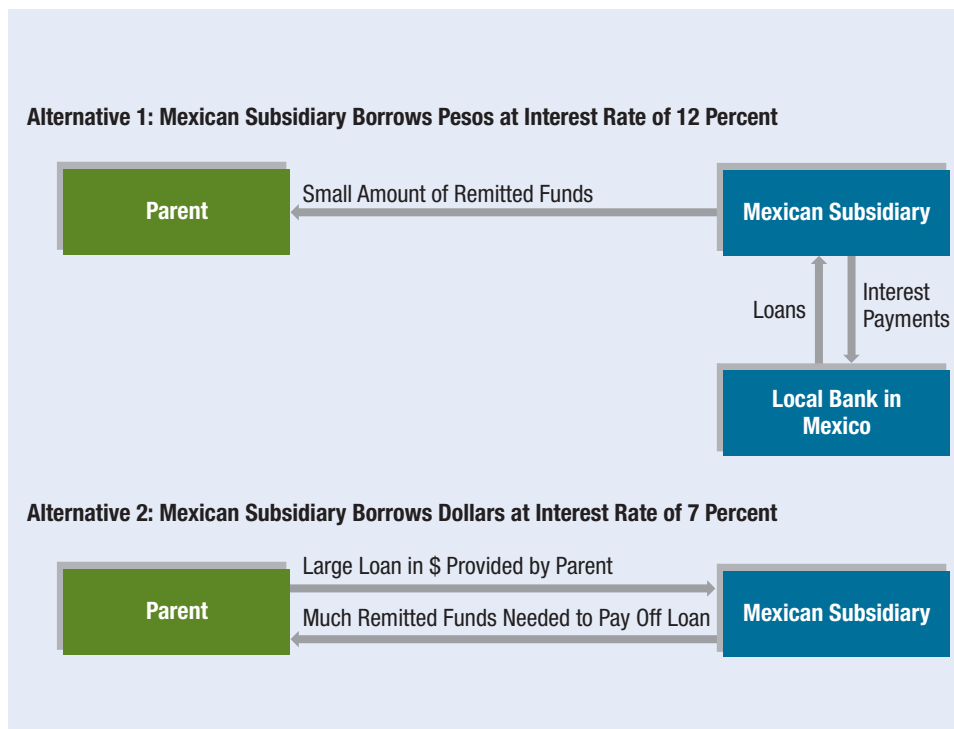 Alternative 1: Mexican Subsidiary Borrows Pesos at Interest Rate of 12 Percent
Parent
Small Amount of Remitted Funds
Mexican Subsidiary
Loans
Interest
Payments
Local Bank in
Mexico
Alternative 2: Mexican Subsidiary Borrows Dollars at Interest Rate of 7 Percent
Parent
Large Loan in $ Provided by Parent
Much Remitted Funds Needed to Pay Off Loan
Mexican Subsidiary